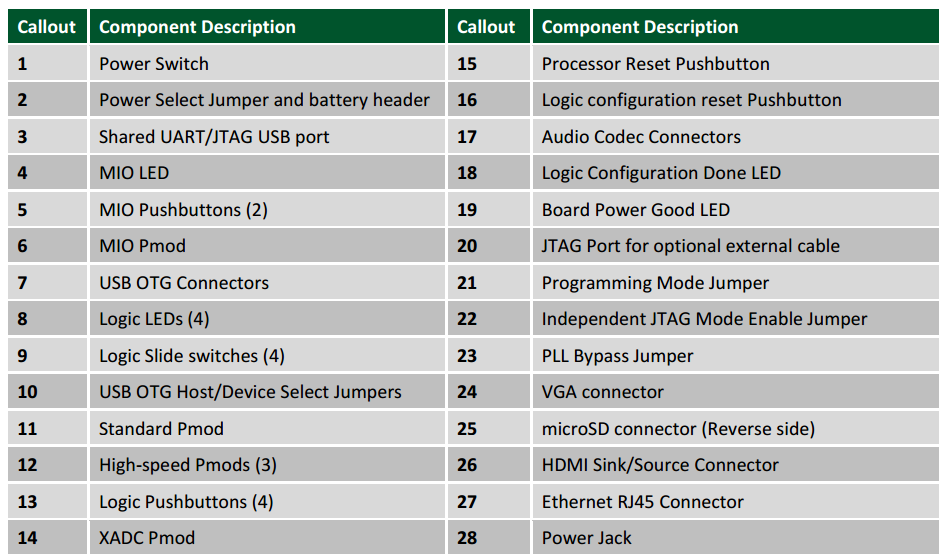 Callout Component Description Callout Component Description
1 Power Switch 15 Processor Reset Pushbutton
2 Power Select Jumper and battery header 16 Logic configuration reset Pushbutton
3 Shared UART/JTAG USB port 17 Audio Codec Connectors
4 MIO LED 18 Logic Configuration Done LED
5 MIO Pushbuttons (2) 19 Board Power Good LED
6 MIO Pmod 20 JTAG Port for optional external cable
7 USB OTG Connectors 21 Programming Mode Jumper
8 Logic LEDs (4) 22 Independent JTAG Mode Enable Jumper
9 Logic Slide switches (4) 23 PLL Bypass Jumper
10 USB OTG Host/Device Select Jumpers 24 VGA connector
11 Standard Pmod 25 microSD connector (Reverse side)
12 High-speed Pmods (3) 26 HDMI Sink/Source Connector
13 Logic Pushbuttons (4) 27 Ethernet RJ45 Connector
14 XADC Pmod 28 Power Jack